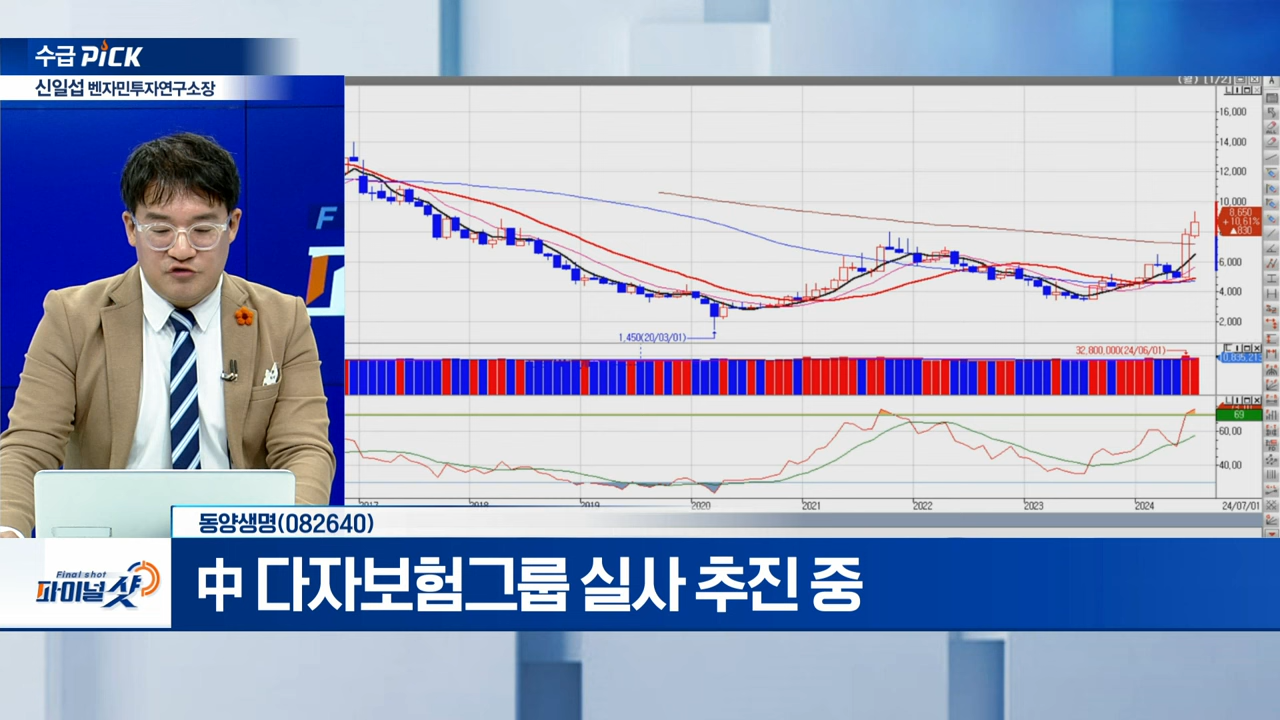 수급 PiCK
신일섭 벤자민투자연구소장
(월) [1/2]
16,000
14,000
12,000
10,000
8,650
+10,61%
▲830
6,000
4,000
2,000
1,450(20/03/01)
32,800,000(24/06/01)
69
60,00
40,00
2017 2018 2019 2020 2021 2022 2023 2024 24/07/01
F
동양생명(082640)
Final shot
파이널샷
中 다자보험그룹 실사 추진 중